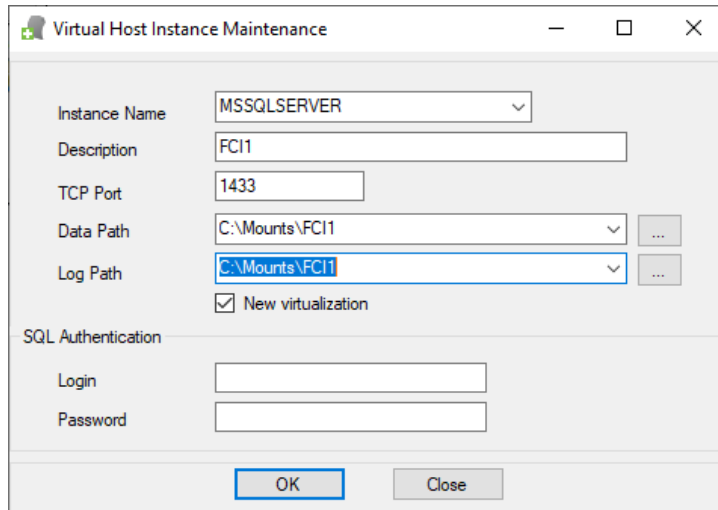 Virtual Host Instance Maintenance
Instance Name MSSQLSERVER
Description FCI1
TCP Port 1433
Data Path C:\Mounts\FCI1 ...
Log Path C:\Mounts\FCI1 ...
New virtualization
SQL Authentication
Login
Password
OK Close